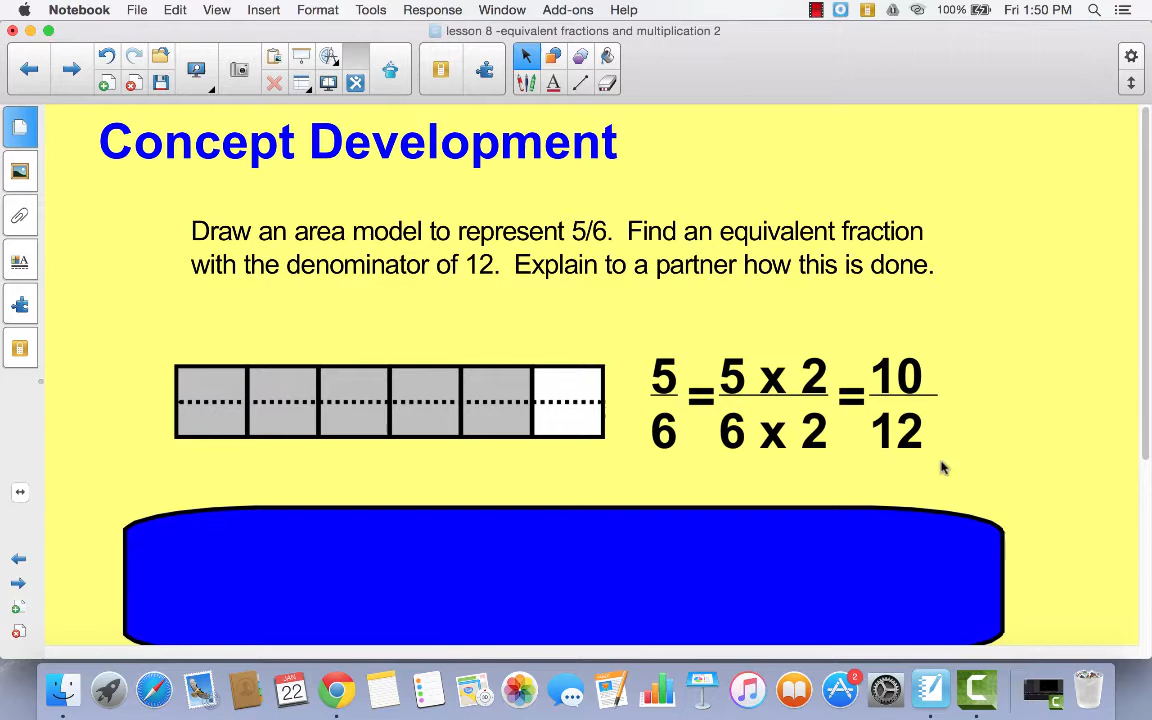 Notebook File Edit View Insert Format Tools Response Window Add-ons Help 100% Fri 1:50 PM
lesson 8 -equivalent fractions and multiplication 2
Concept Development
Draw an area model to represent 5/6. Find an equivalent fraction
with the denominator of 12. Explain to a partner how this is done.
5 5 x 2 10
= =
6 6 x 2 12
JAN
22
2